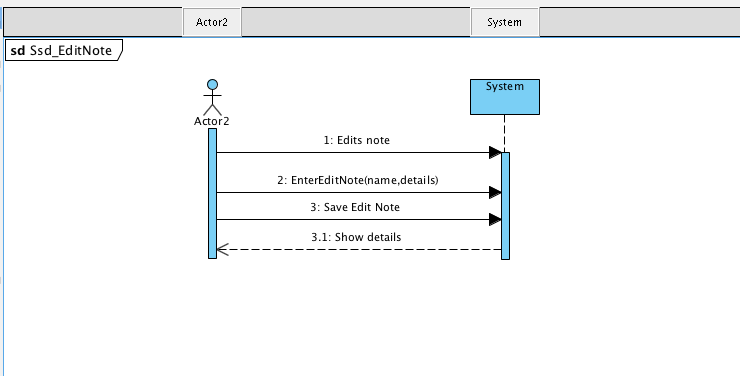 Actor2 System
sd Ssd_EditNote
System
Actor2
1: Edits note
2: EnterEditNote(name,details)
3: Save Edit Note
3.1: Show details